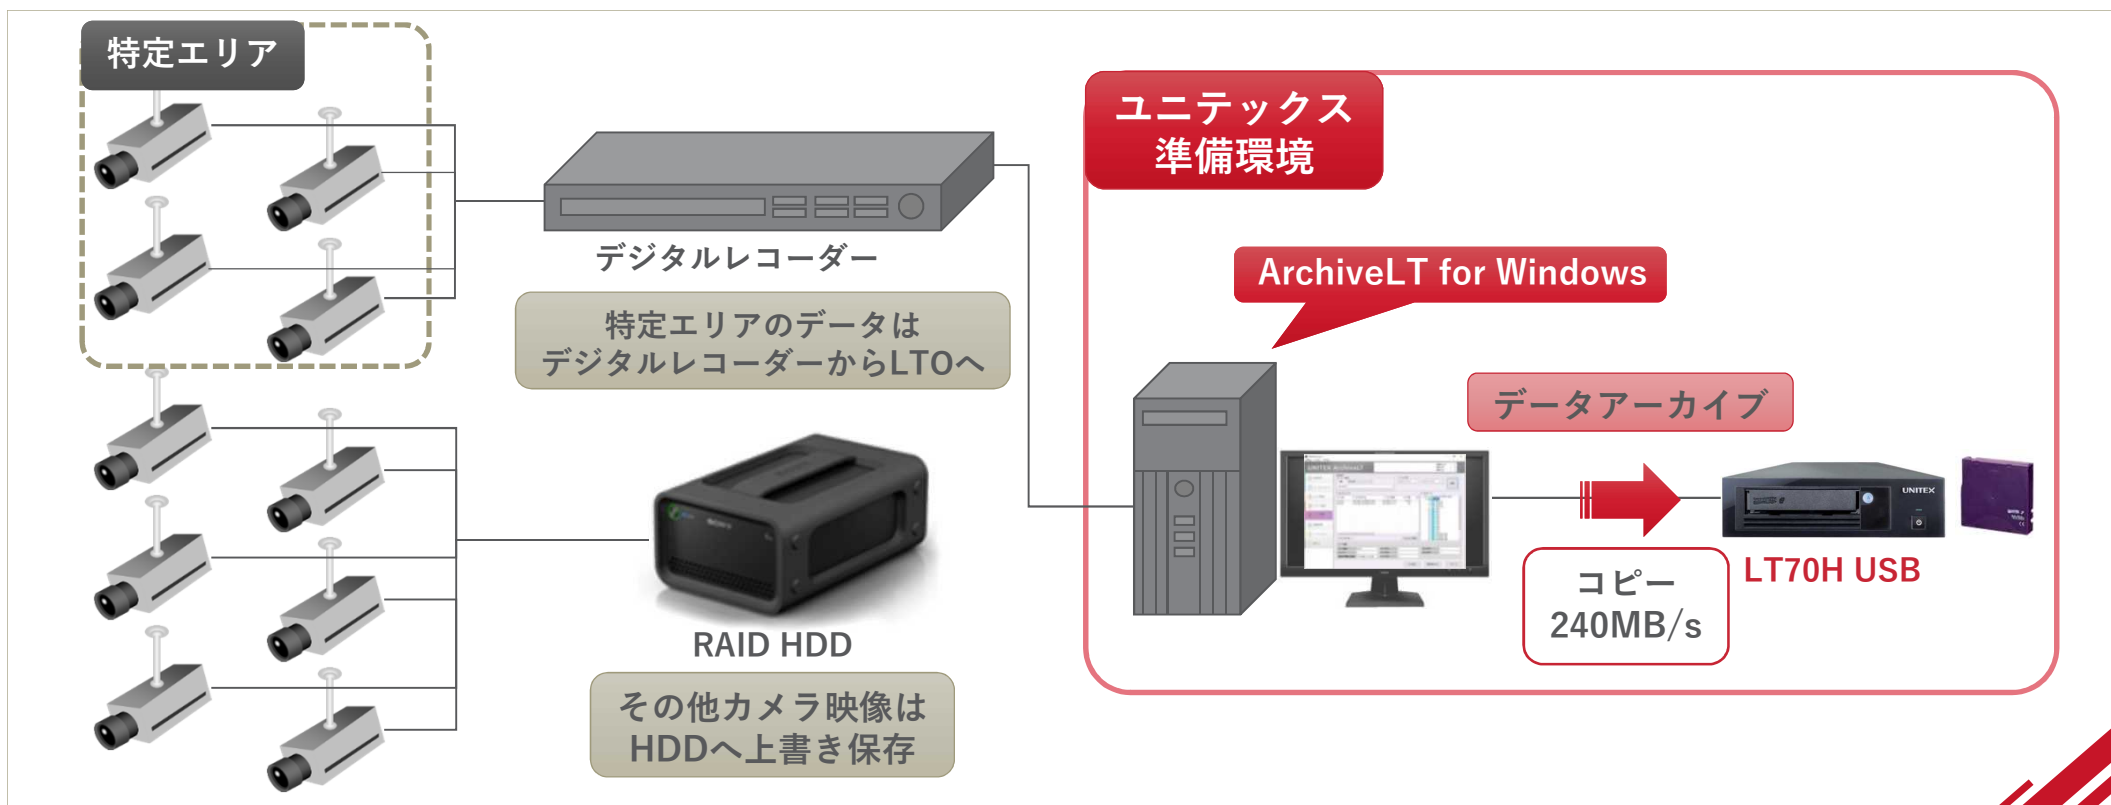 特定エリア
ユニテックス
準備環境
デジタルレコーダー
ArchiveLT for Windows
特定エリアのデータは
デジタルレコーダーからLTOへ
データアーカイブ
UNITEX
LT70H USB
コピー
240MB/s
RAID HDD
その他カメラ映像は
HDDへ上書き保存